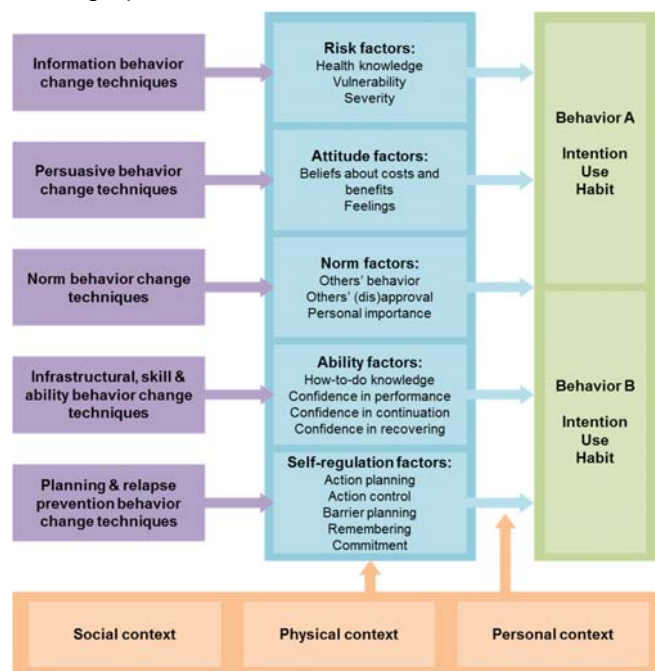 Information behavior
change techniques
Risk factors:
Health knowledge
Vulnerability
Severity
Persuasive behavior
change techniques
Attitude factors:
Beliefs about costs and
benefits
Feelings
Norm behavior change
techniques
Norm factors:
Others' behavior
Others' (dis)approval
Personal importance
Infrastructural, skill &
ability behavior change
techniques
Ability factors:
How-to-do knowledge
Confidence in performance
Confidence in continuation
Confidence in recovering
Planning & relapse
prevention behavior
change techniques
Self-regulation factors:
Action planning
Action control
Barrier planning
Remembering
Commitment
Behavior A
Intention
Use
Habit
Behavior B
Intention
Use
Habit
Social context
Physical context
Personal context